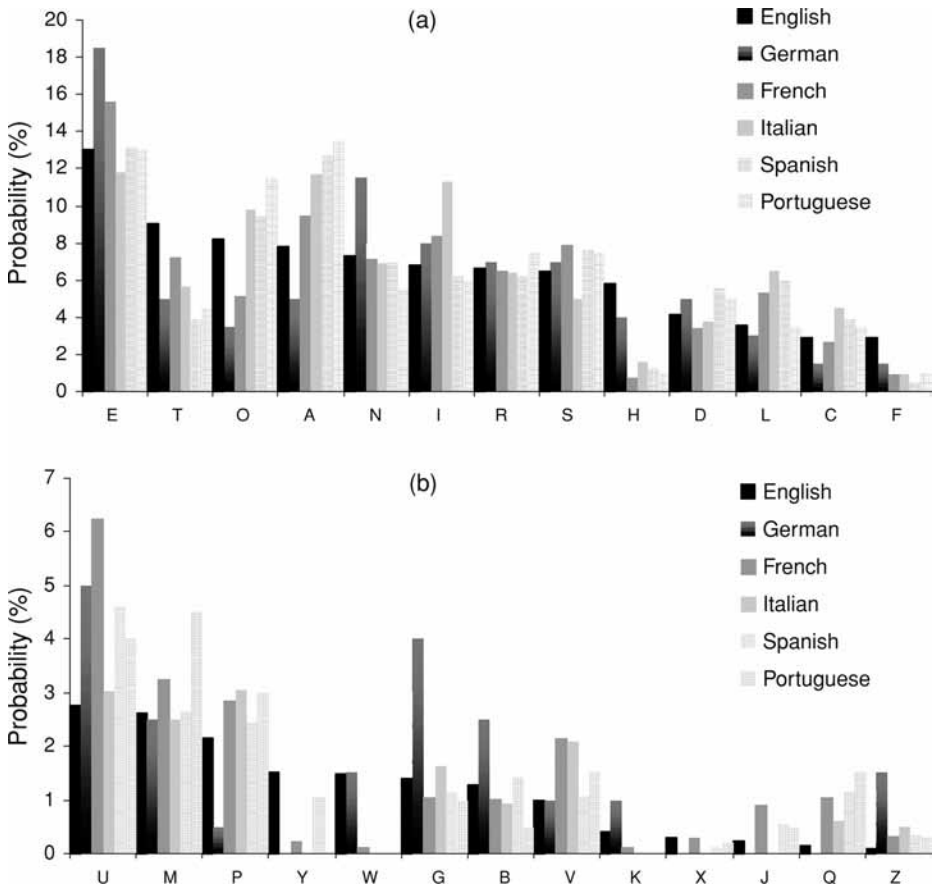 (a)
Probability (%)
20
18
16
14
12
10
8
6
4
2
0
English
German
French
Italian
Spanish
Portuguese
E T O A N I R S H D L C F
(b)
Probability (%)
7
6
5
4
3
2
1
0
English
German
French
Italian
Spanish
Portuguese
U M P Y W G B V K X J Q Z